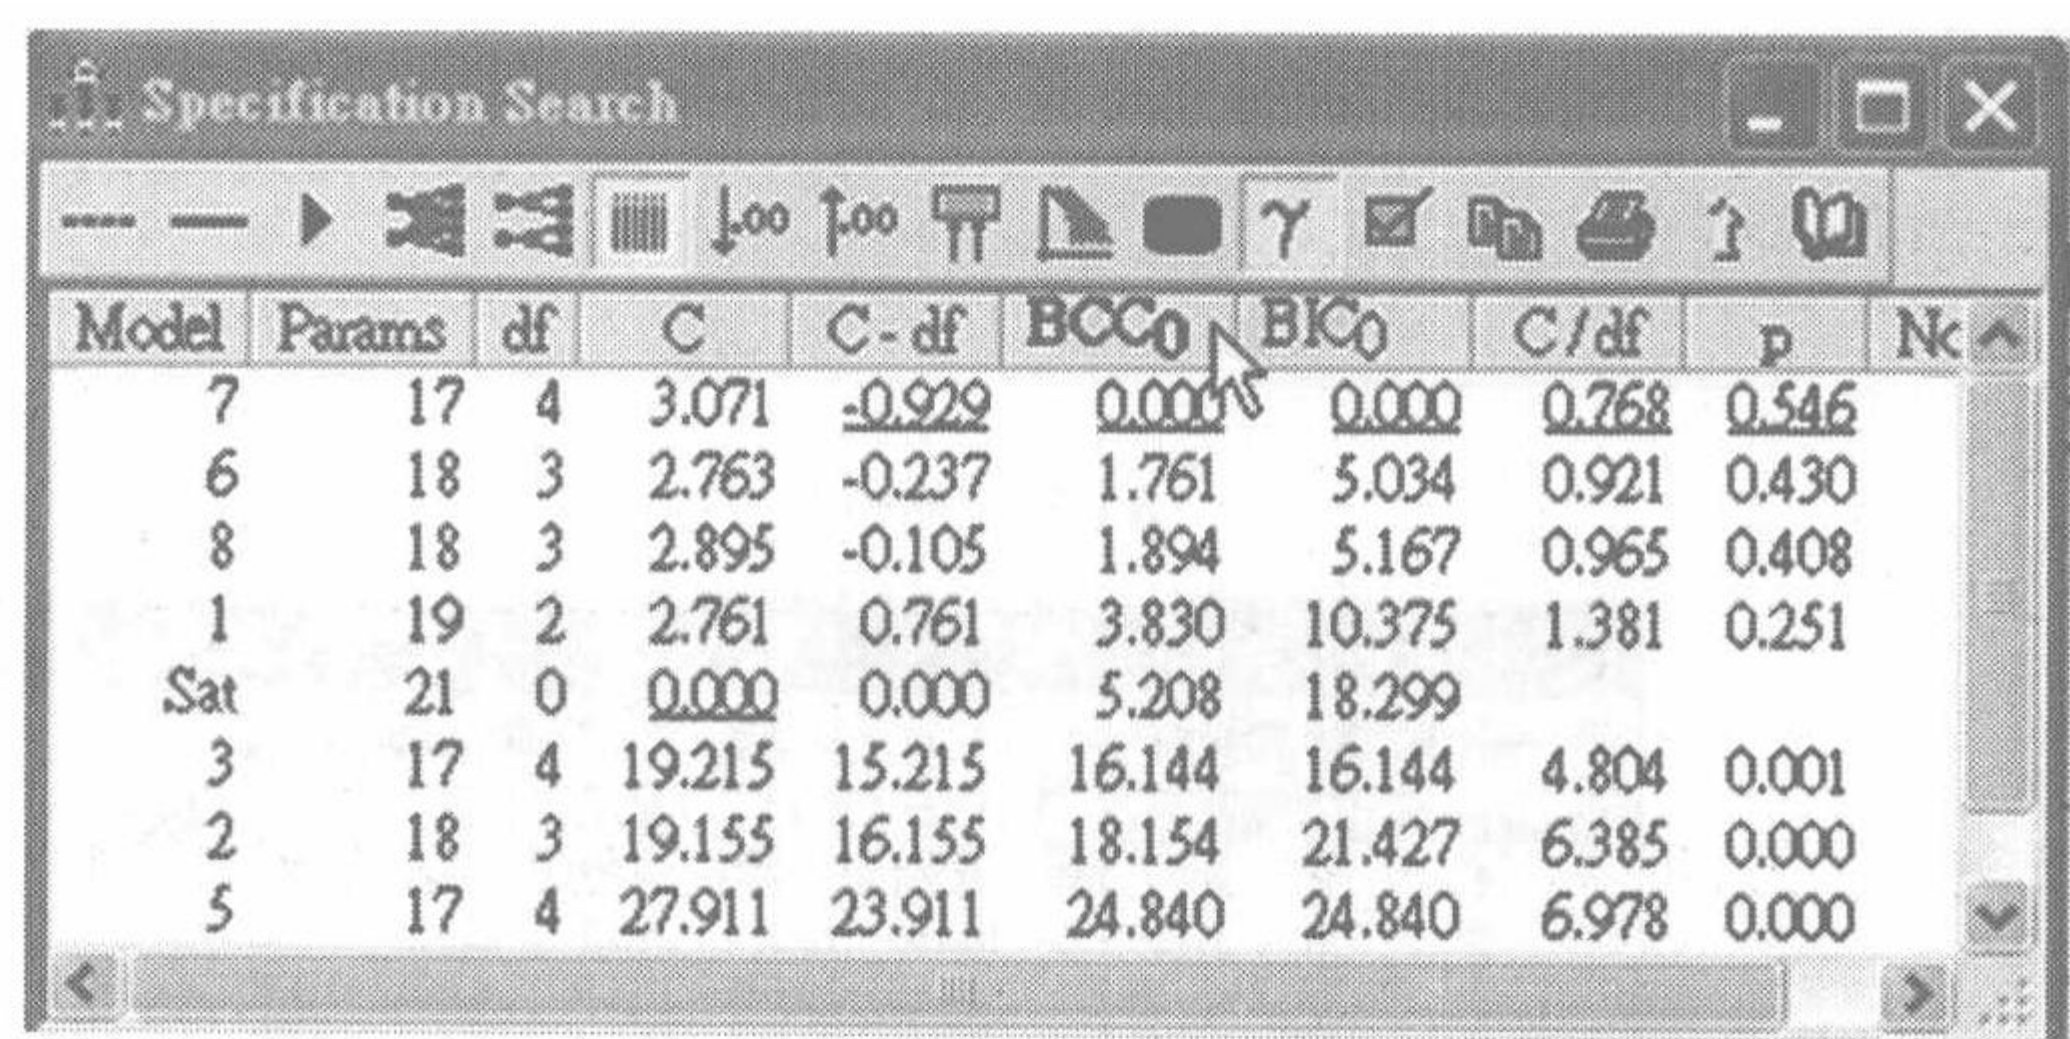 Specification Search
.00 .00 γ
Model Params df C C - df BCC0 BIC0 C / df p Nc
7 17 4 3.071 -0.929 0.000 0.000 0.768 0.546
6 18 3 2.763 -0.237 1.761 5.034 0.921 0.430
8 18 3 2.895 -0.105 1.894 5.167 0.965 0.408
1 19 2 2.761 0.761 3.830 10.375 1.381 0.251
Sat 21 0 0.000 0.000 5.208 18.299
3 17 4 19.215 15.215 16.144 16.144 4.804 0.001
2 18 3 19.155 16.155 18.154 21.427 6.385 0.000
5 17 4 27.911 23.911 24.840 24.840 6.978 0.000